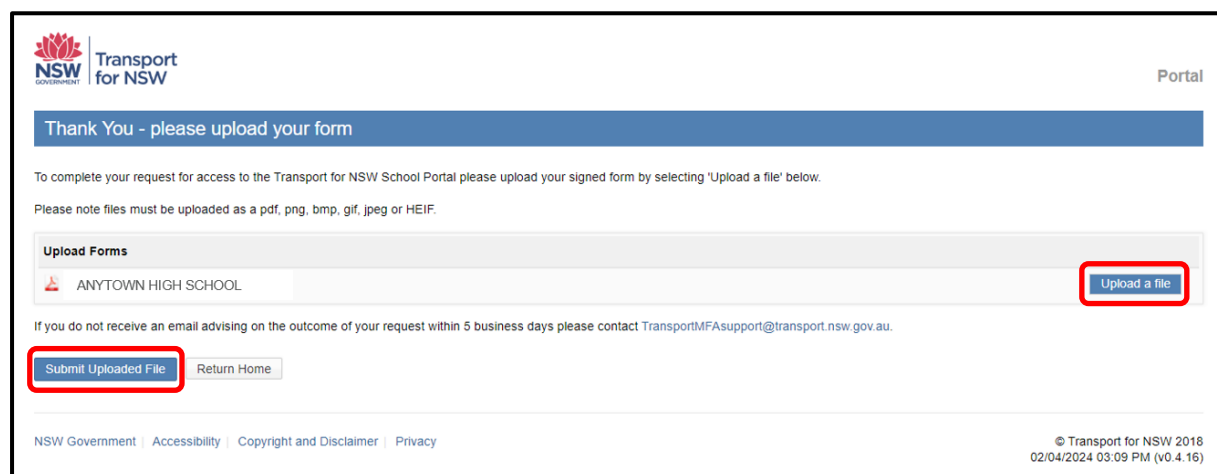 NSW
GOVERNMENT
Transport
for NSW
Portal
Thank You - please upload your form
To complete your request for access to the Transport for NSW School Portal please upload your signed form by selecting 'Upload a file' below.
Please note files must be uploaded as a pdf, png, bmp, gif, jpeg or HEIF.
Upload Forms
ANYTOWN HIGH SCHOOL
Upload a file
If you do not receive an email advising on the outcome of your request within 5 business days please contact TransportMFAsupport@transport.nsw.gov.au.
Submit Uploaded File
Return Home
NSW Government | Accessibility | Copyright and Disclaimer | Privacy
© Transport for NSW 2018
02/04/2024 03:09 PM (v0.4.16)